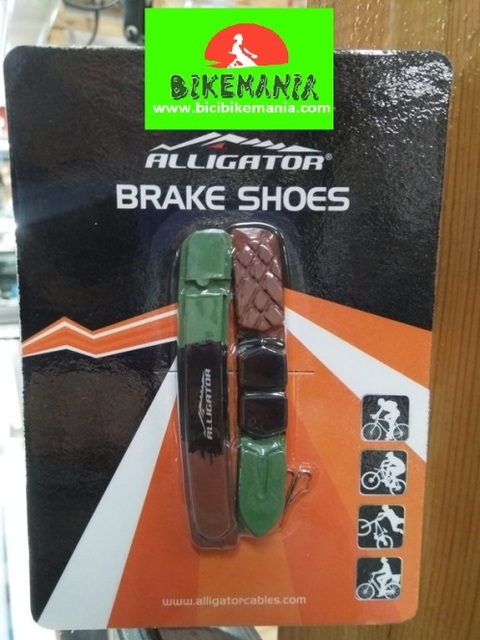 BIKEMANIA
www.bicibikemania.com
ALLIGATOR®
BRAKE SHOES
ALLIGATOR
www.alligatorcables.com